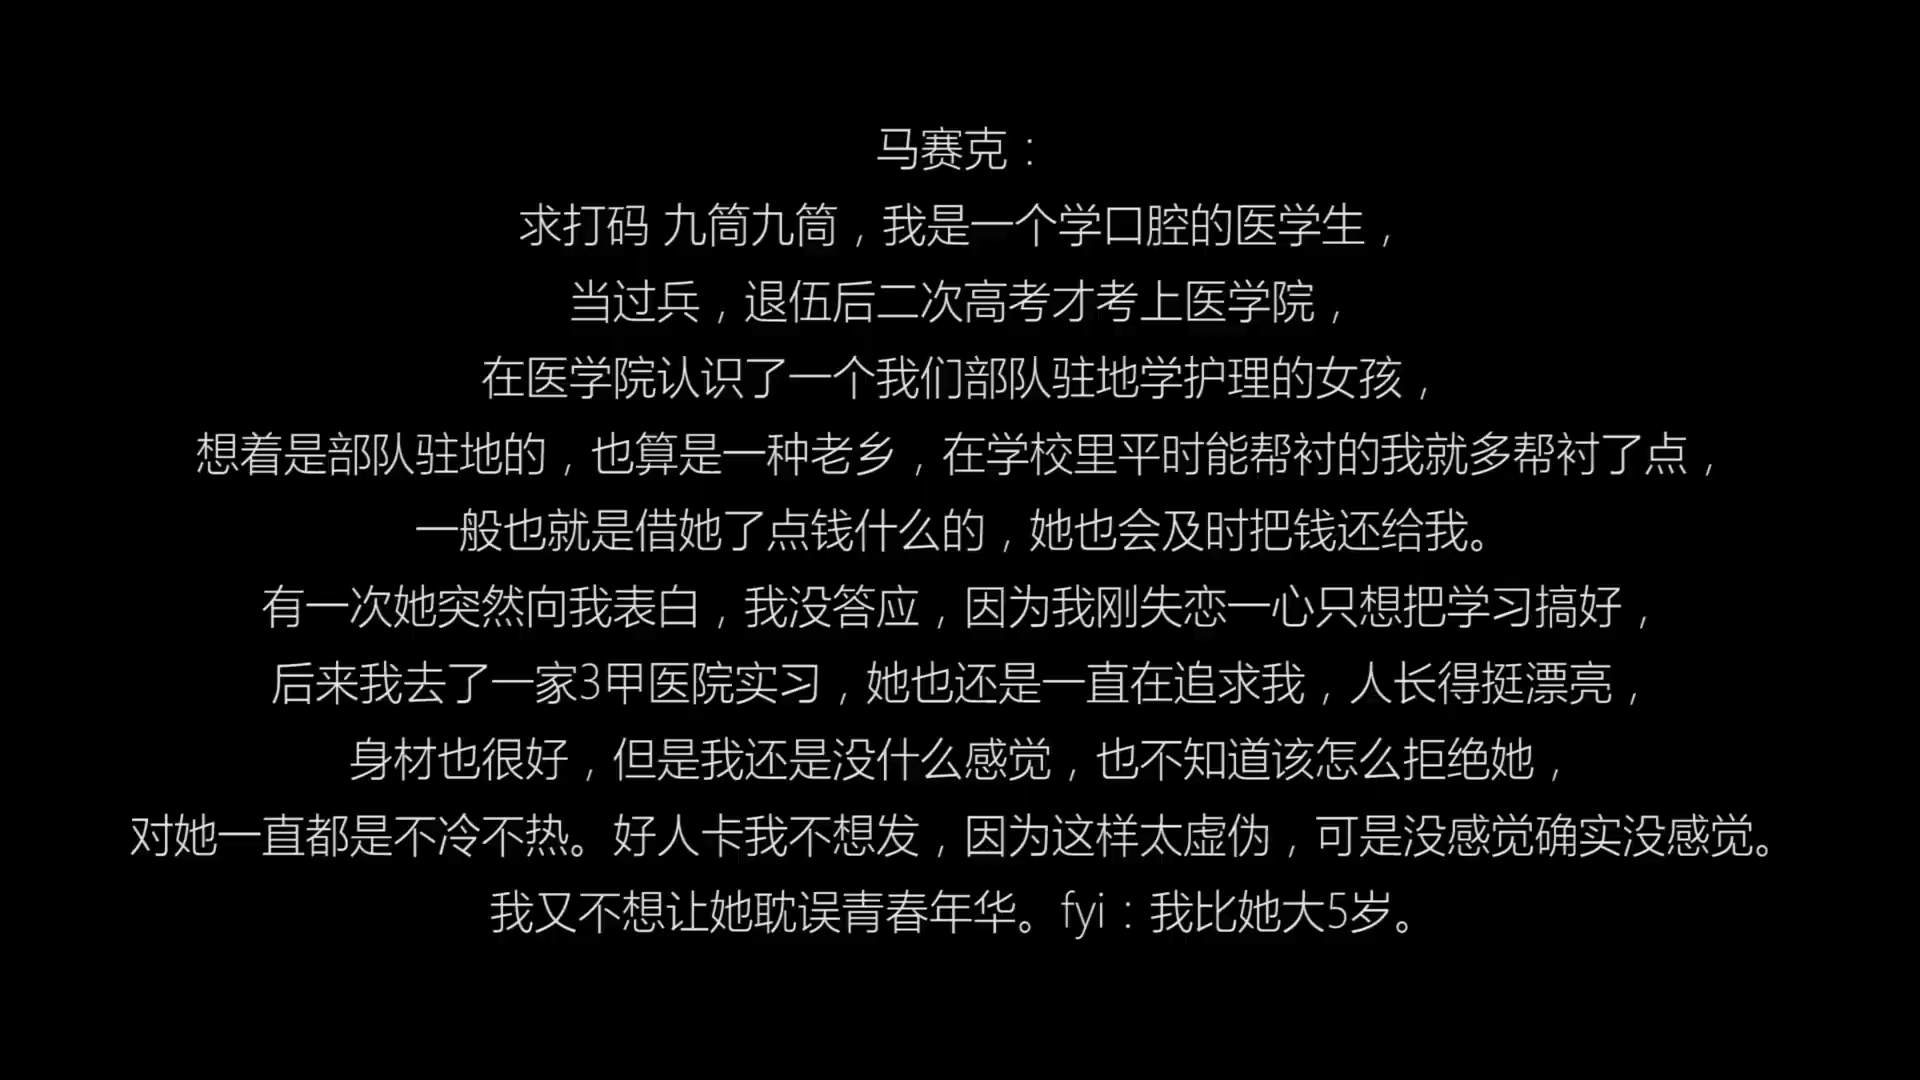 马赛克：
求打码 九筒九筒，我是一个学口腔的医学生，
当过兵，退伍后二次高考才考上医学院，
在医学院认识了一个我们部队驻地学护理的女孩，
想着是部队驻地的，也算是一种老乡，在学校里平时能帮衬的我就多帮衬了点，
一般也就是借她了点钱什么的，她也会及时把钱还给我。
有一次她突然向我表白，我没答应，因为我刚失恋一心只想把学习搞好，
后来我去了一家3甲医院实习，她也还是一直在追求我，人长得挺漂亮，
身材也很好，但是我还是没什么感觉，也不知道该怎么拒绝她，
对她一直都是不冷不热。好人卡我不想发，因为这样太虚伪，可是没感觉确实没感觉。
我又不想让她耽误青春年华。fyi：我比她大5岁。